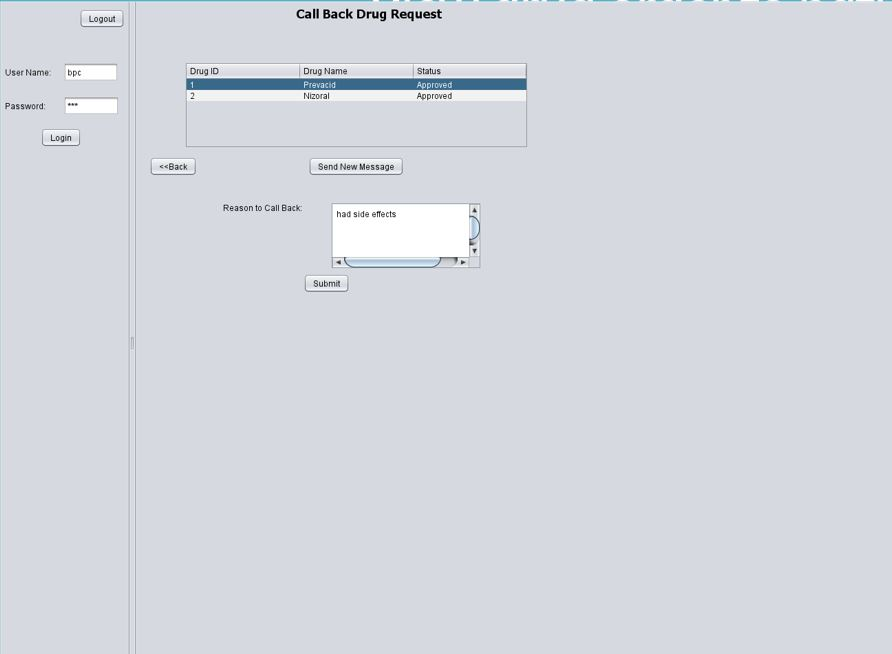 Call Back Drug Request
Logout
User Name: bpc
Password: ***
Login
Drug ID Drug Name Status
1 Prevacid Approved
2 Nizoral Approved
<<Back Send New Message
Reason to Call Back: had side effects
Submit